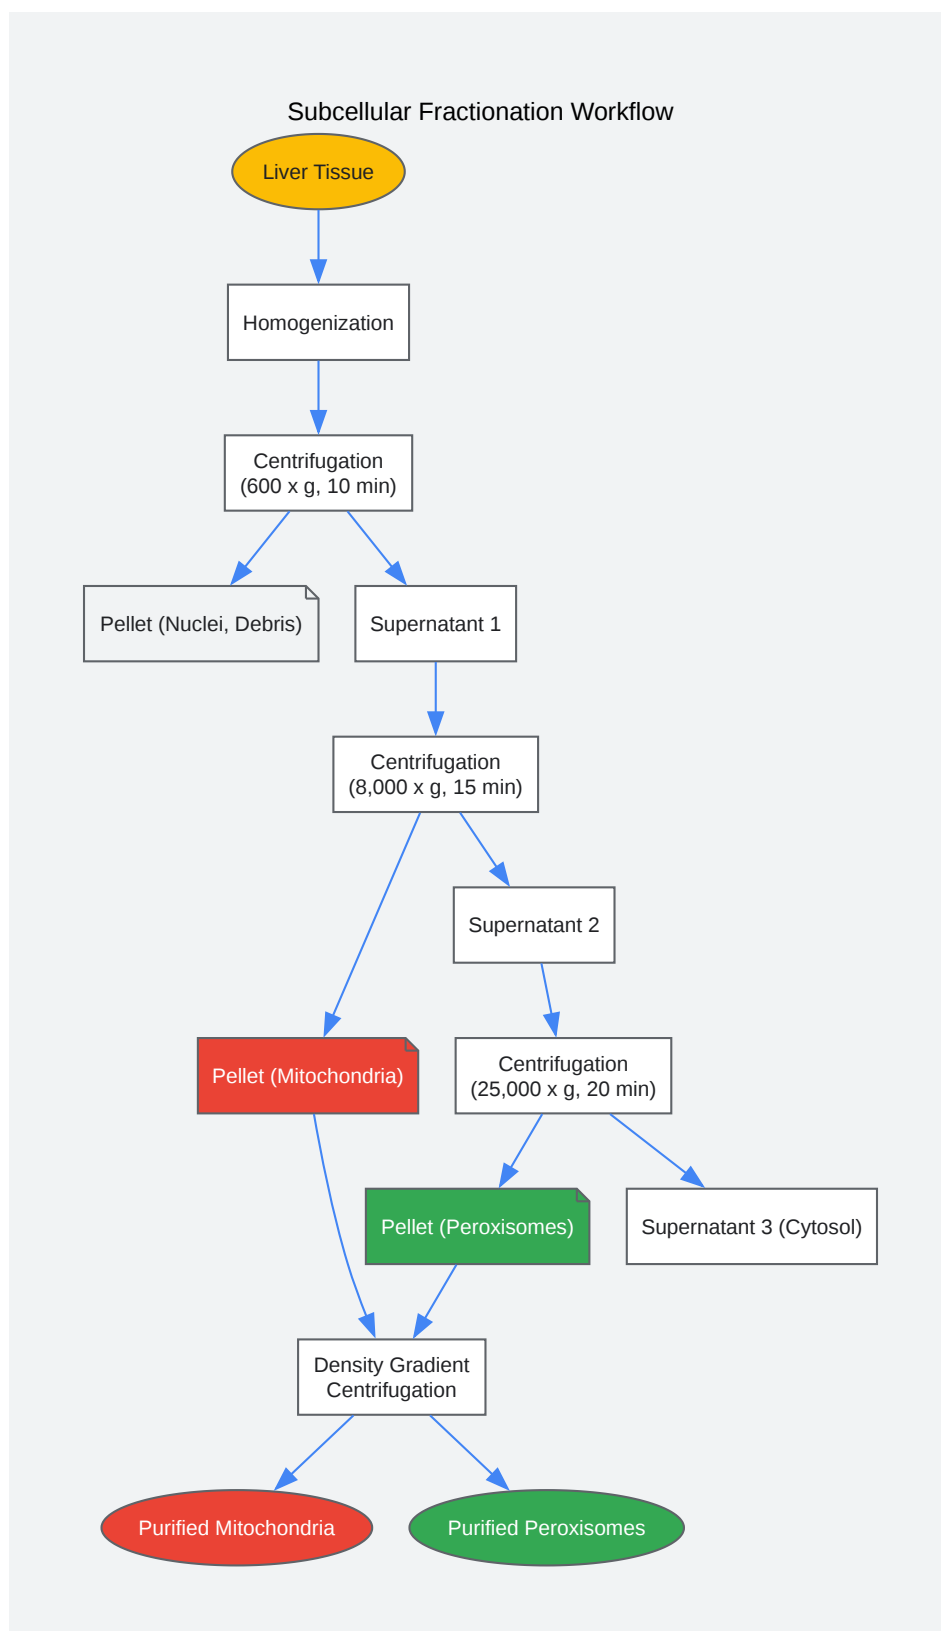 Subcellular Fractionation Workflow
Liver Tissue
Homogenization
Centrifugation
(600 x g, 10 min)
Pellet (Nuclei, Debris)
Supernatant 1
Centrifugation
(8,000 x g, 15 min)
Supernatant 2
Pellet (Mitochondria)
Centrifugation
(25,000 x g, 20 min)
Pellet (Peroxisomes)
Supernatant 3 (Cytosol)
Density Gradient
Centrifugation
Purified Mitochondria
Purified Peroxisomes